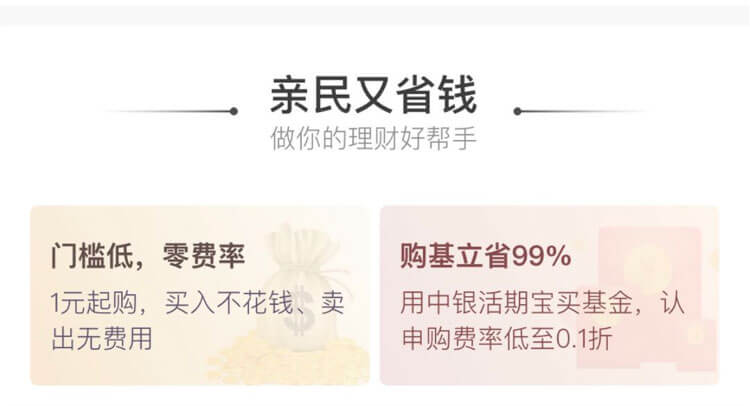 亲民又省钱
做你的理财好帮手
门槛低，零费率
1元起购，买入不花钱、卖
出无费用
购基立省99%
用中银活期宝买基金，认
申购费率低至0.1折